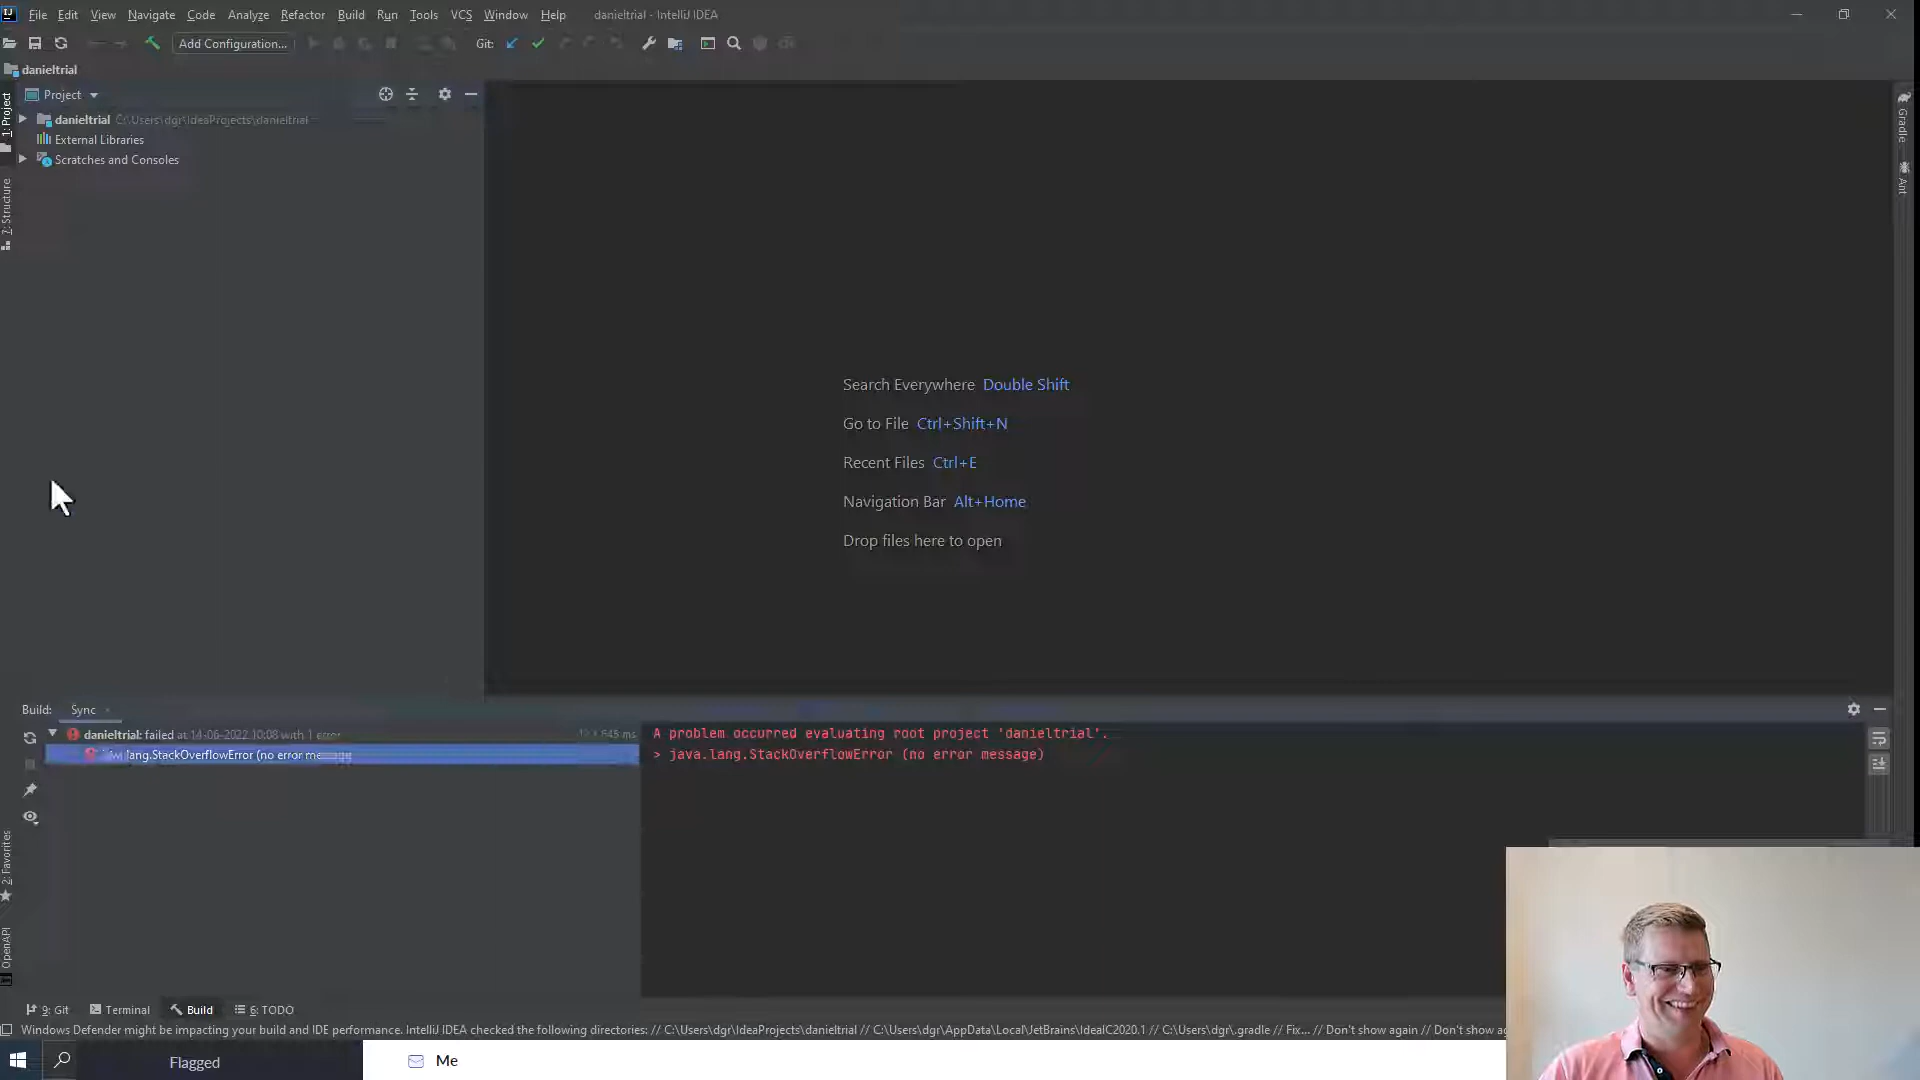 File Edit View Navigate Code Analyze Refactor Build Run Tools VCS Window Help danieltrial - IntelliJ IDEA
Add Configuration... Git:
danieltrial
Project
danieltrial C:\Users\dgr\IdeaProjects\danieltrial
External Libraries
Scratches and Consoles
1: Project
7: Structure
Gradle
Ant
Search Everywhere Double Shift
Go to File Ctrl+Shift+N
Recent Files Ctrl+E
Navigation Bar Alt+Home
Drop files here to open
Build: Sync
danieltrial: failed at 14-06-2022 10:08 with 1 error
lang.StackOverflowError (no error message
A problem occurred evaluating root project 'danieltrial'.
> java.lang.StackOverflowError (no error message)
2: Favorites
OpenAPI
9: Git Terminal Build 6: TODO
Windows Defender might be impacting your build and IDE performance. IntelliJ IDEA checked the following directories: // C:\Users\dgr\IdeaProjects\danieltrial // C:\Users\dgr\AppData\Local\JetBrains\IdeaIC2020.1 // C:\Users\dgr\.gradle // Fix... // Don't show again // Don't show
Flagged
Me